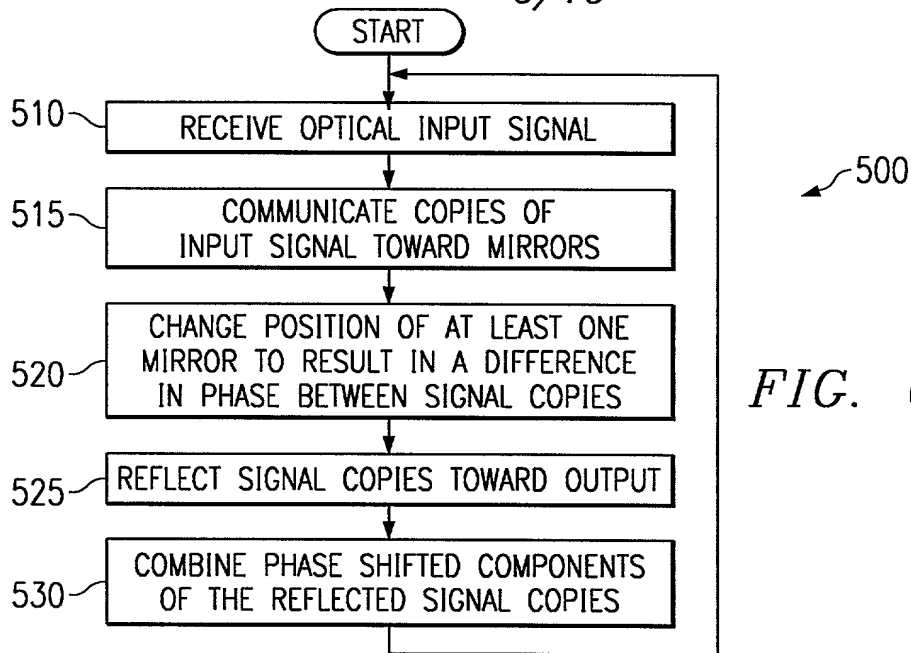 START
510
RECEIVE OPTICAL INPUT SIGNAL
500
515
COMMUNICATE COPIES OF
INPUT SIGNAL TOWARD MIRRORS
520
CHANGE POSITION OF AT LEAST ONE
MIRROR TO RESULT IN A DIFFERENCE
IN PHASE BETWEEN SIGNAL COPIES
FIG.
525
REFLECT SIGNAL COPIES TOWARD OUTPUT
530
COMBINE PHASE SHIFTED COMPONENTS
OF THE REFLECTED SIGNAL COPIES